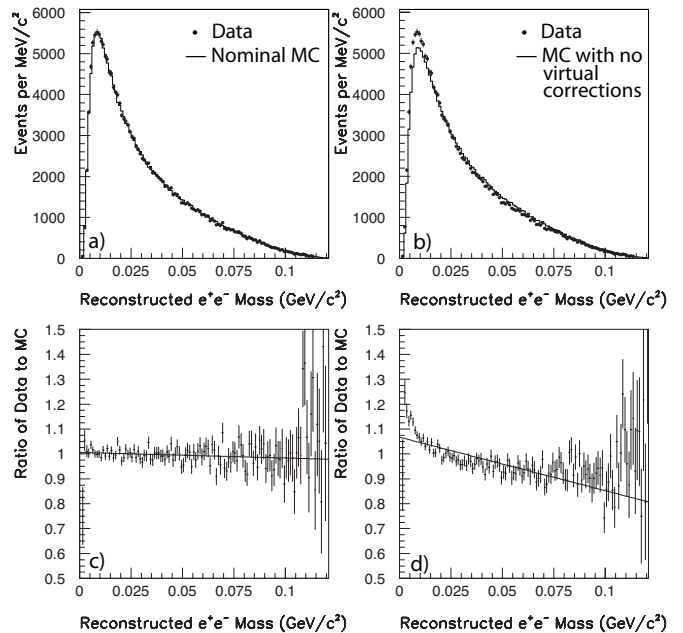 Events per MeV/c²
6000
5000
4000
3000
2000
1000
0
Data
Nominal MC
a)
0 0.025 0.05 0.075 0.1
Reconstructed e⁺e⁻ Mass (GeV/c²)
Events per MeV/c²
6000
5000
4000
3000
2000
1000
0
Data
MC with no
virtual
corrections
b)
0 0.025 0.05 0.075 0.1
Reconstructed e⁺e⁻ Mass (GeV/c²)
Ratio of Data to MC
1.5
1.4
1.3
1.2
1.1
1
0.9
0.8
0.7
0.6
0.5
c)
0 0.025 0.05 0.075 0.1
Reconstructed e⁺e⁻ Mass (GeV/c²)
Ratio of Data to MC
1.5
1.4
1.3
1.2
1.1
1
0.9
0.8
0.7
0.6
0.5
d)
0 0.025 0.05 0.075 0.1
Reconstructed e⁺e⁻ Mass (GeV/c²)